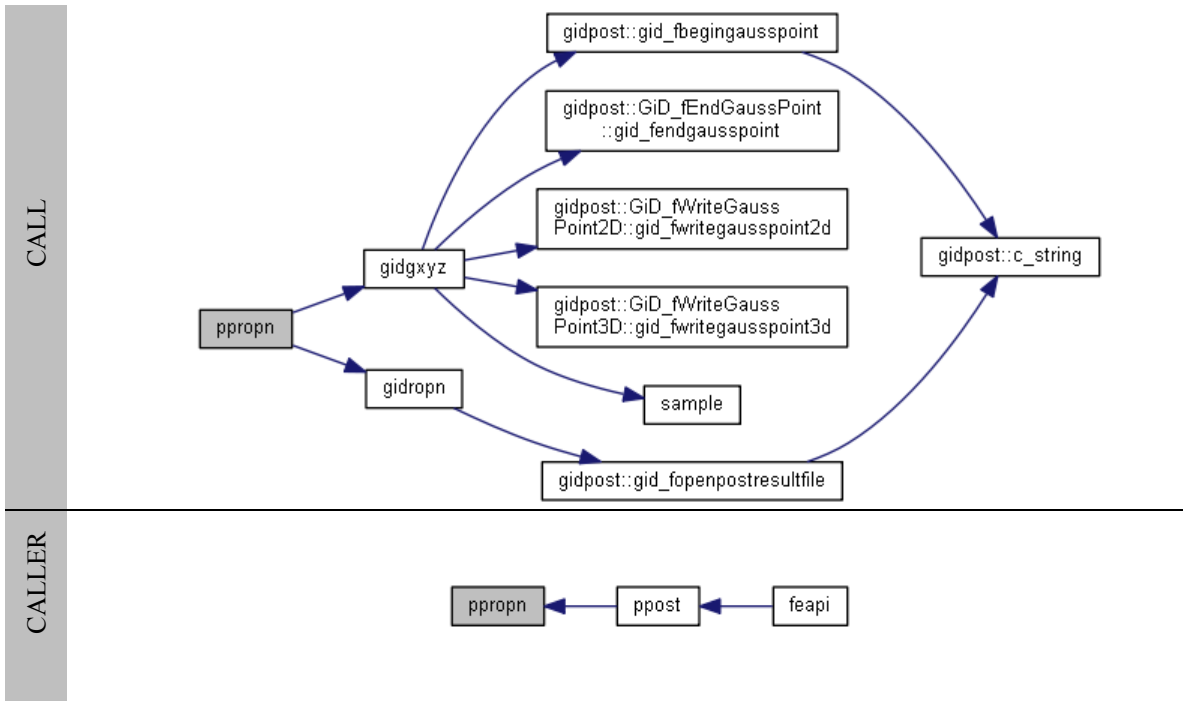 CALL
gidpost::gid_fbegingausspoint
gidpost::GiD_fEndGaussPoint
::gid_fendgausspoint
gidpost::GiD_fWriteGauss
Point2D::gid_fwritegausspoint2d
gidpost::c_string
gidgxyz
gidpost::GiD_fWriteGauss
Point3D::gid_fwritegausspoint3d
ppropn
gidropn
sample
gidpost::gid_fopenpostresultfile
CALLER
ppropn
ppost
feapi